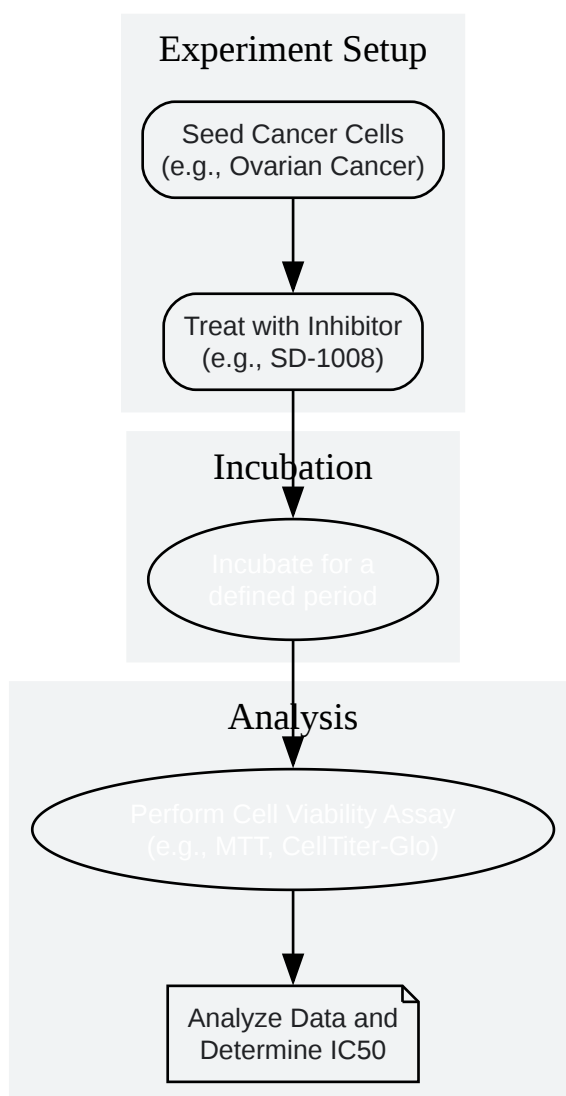 Experiment Setup
Seed Cancer Cells
(e.g., Ovarian Cancer)
Treat with Inhibitor
(e.g., SD-1008)
Incubation
Incubate for a
defined period
Analysis
Perform Cell Viability Assay
(e.g., MTT, CellTiter-Glo)
Analyze Data and
Determine IC50